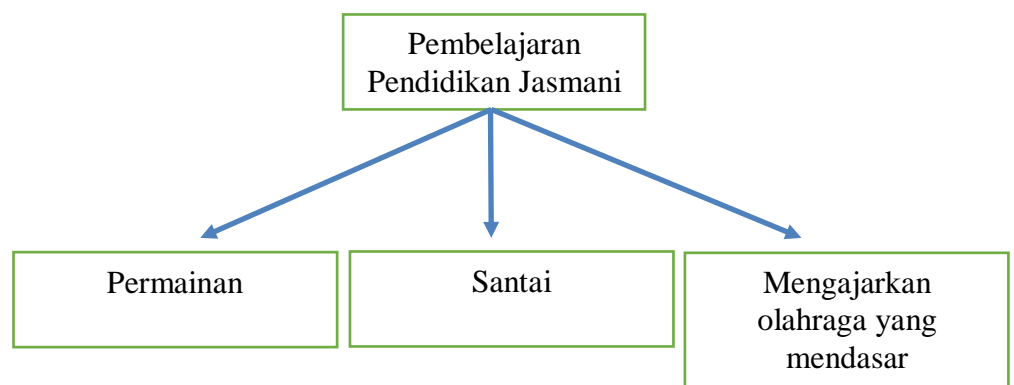 Pembelajaran
Pendidikan Jasmani
Permainan
Santai
Mengajarkan
olahraga yang
mendasar